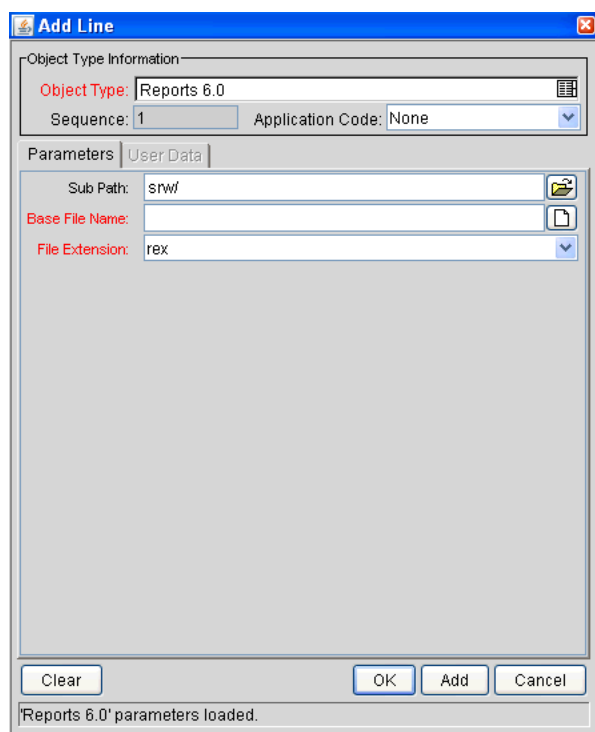 Add Line
Object Type Information
Object Type: Reports 6.0
Sequence: 1 Application Code: None
Parameters User Data
Sub Path: srw/
Base File Name:
File Extension: rex
Clear OK Add Cancel
'Reports 6.0' parameters loaded.